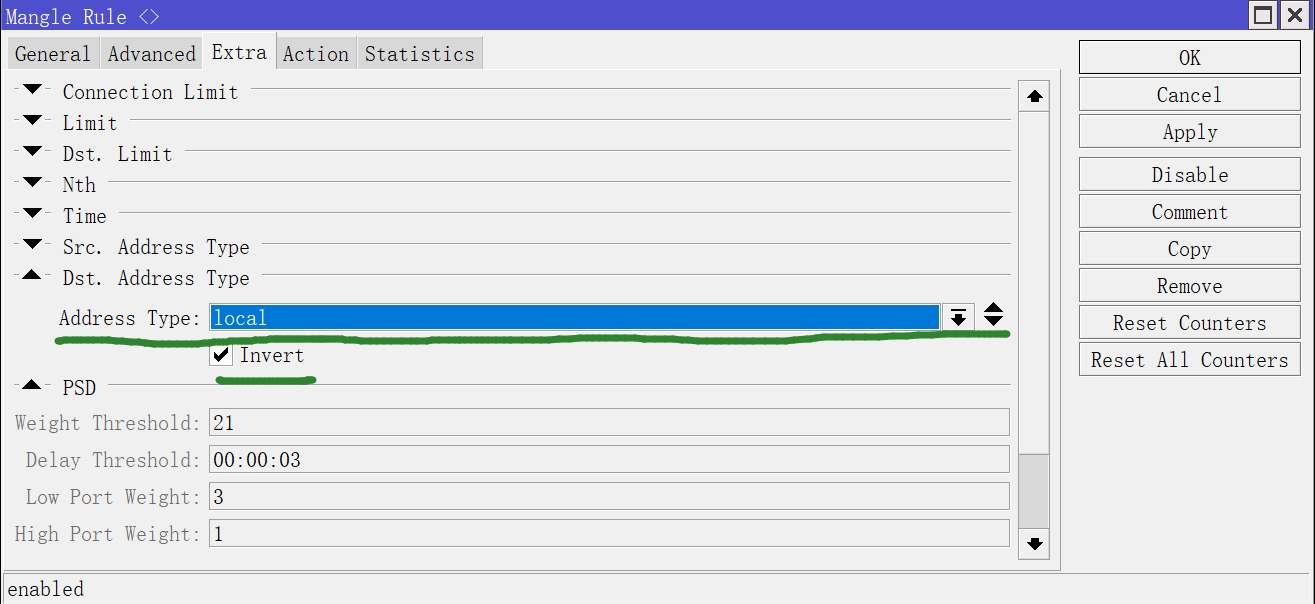 Mangle Rule <>
General Advanced Extra Action Statistics
Connection Limit
Limit
Dst. Limit
Nth
Time
Src. Address Type
Dst. Address Type
Address Type: local
Invert
PSD
Weight Threshold: 21
Delay Threshold: 00:00:03
Low Port Weight: 3
High Port Weight: 1
OK
Cancel
Apply
Disable
Comment
Copy
Remove
Reset Counters
Reset All Counters
enabled